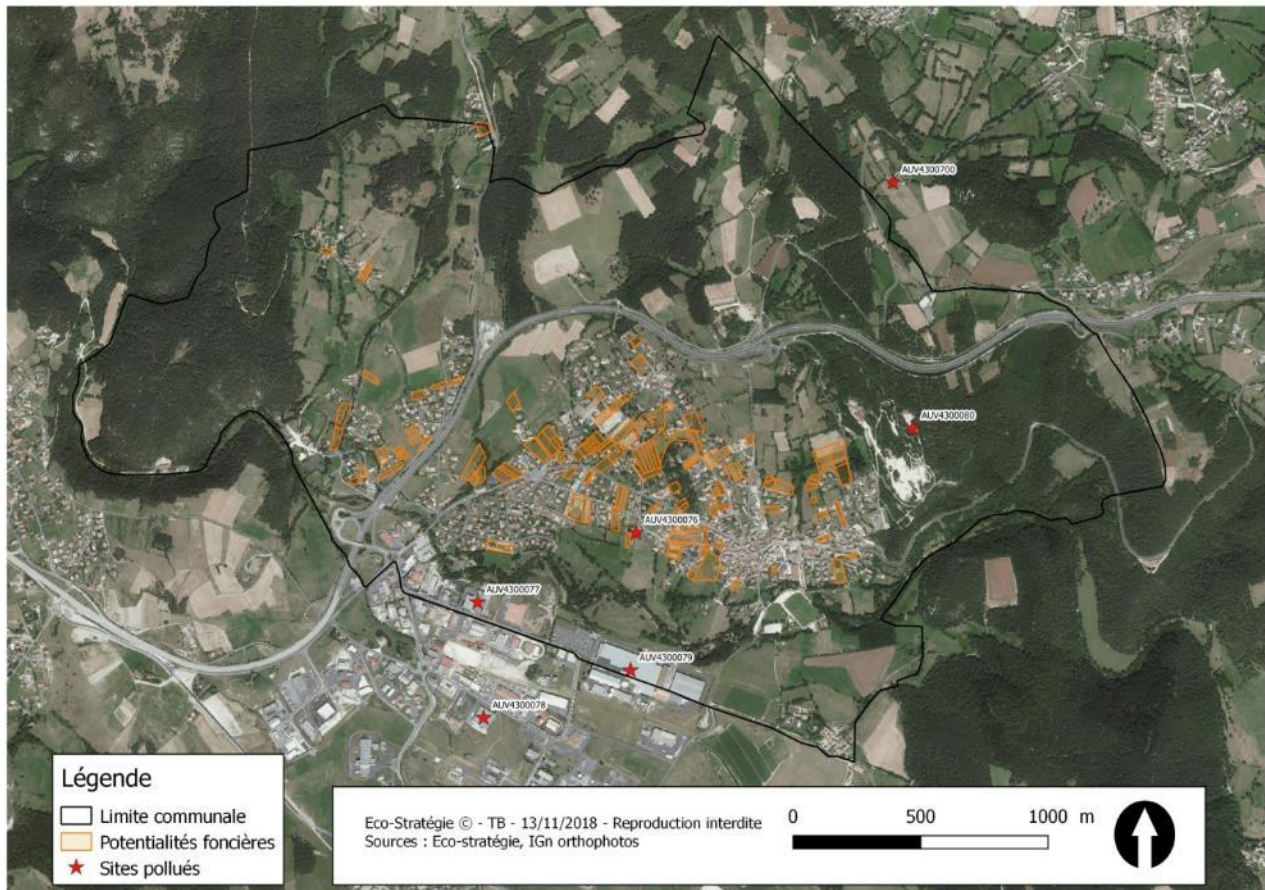 AUV4300700
AUV4300080
AUV4300076
AUV4300077
AUV4300079
AUV4300078
Légende
Limite communale
Potentialités foncières
Sites pollués
Eco-Stratégie © - TB - 13/11/2018 - Reproduction interdite
Sources : Eco-stratégie, IGn orthophotos
0 500 1000 m